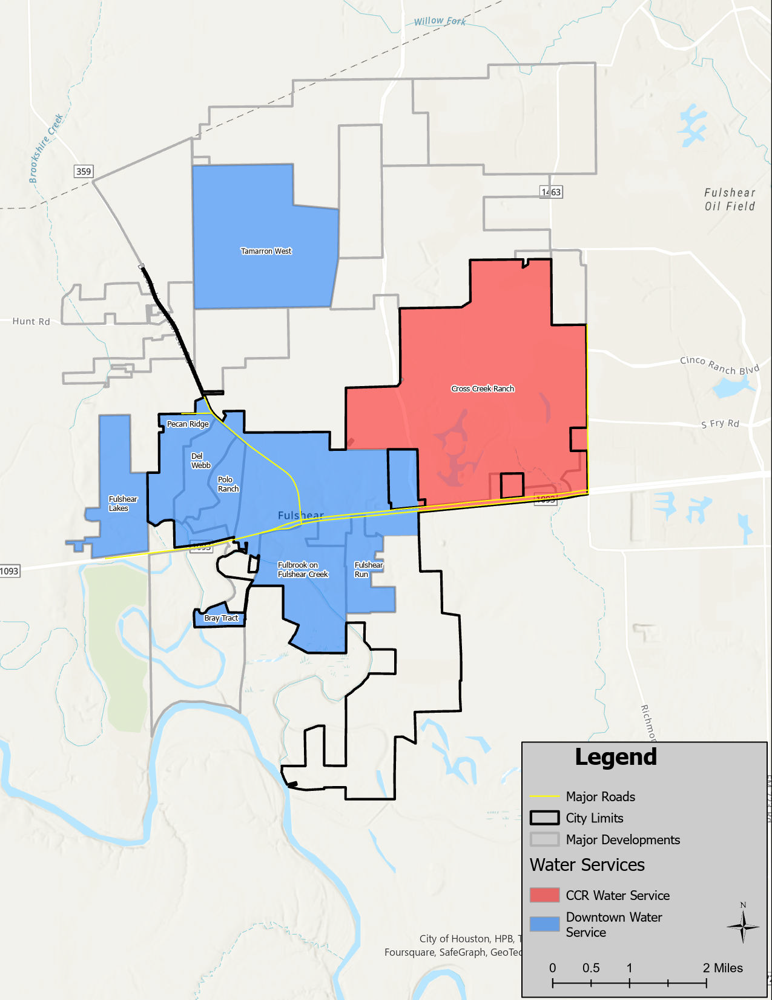 Willow Fork
Brookshire Creek
359
1463
Fulshear
Oil Field
Tamarron West
Hunt Rd
Cinco Ranch Blvd
Cross Creek Ranch
S Fry Rd
Pecan Ridge
Del
Webb
Polo
Ranch
Fulshear
Lakes
Fulshear
1093
1093
1093
Fulbrook on
Fulshear Creek
Fulshear
Run
Bray Tract
Legend
Major Roads
City Limits
Major Developments
Water Services
CCR Water Service
Downtown Water
Service
N
0 0.5 1 2 Miles
City of Houston, HPB,
Foursquare, SafeGraph,